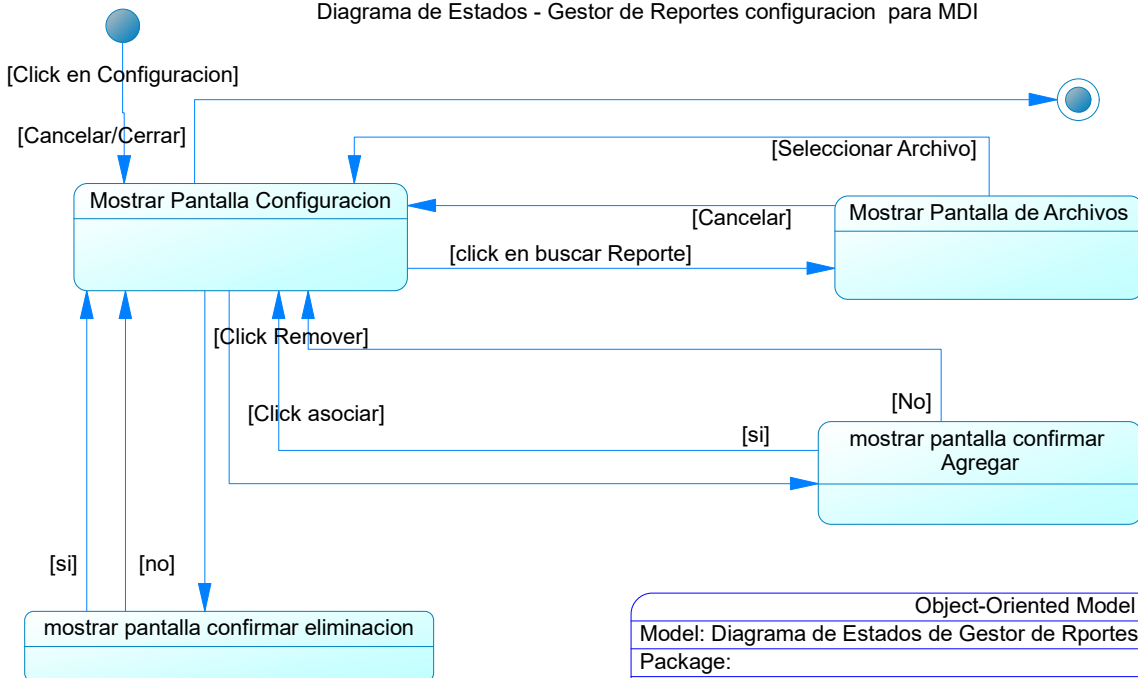 Diagrama de Estados - Gestor de Reportes configuracion para MDI
[Click en Configuracion]
[Cancelar/Cerrar]
[Seleccionar Archivo]
Mostrar Pantalla Configuracion
Mostrar Pantalla de Archivos
[Cancelar]
[click en buscar Reporte]
[Click Remover]
[No]
[Click asociar]
[si]
mostrar pantalla confirmar
Agregar
[si]
[no]
mostrar pantalla confirmar eliminacion
Object-Oriented Model
Model: Diagrama de Estados de Gestor de Rportes
Package: